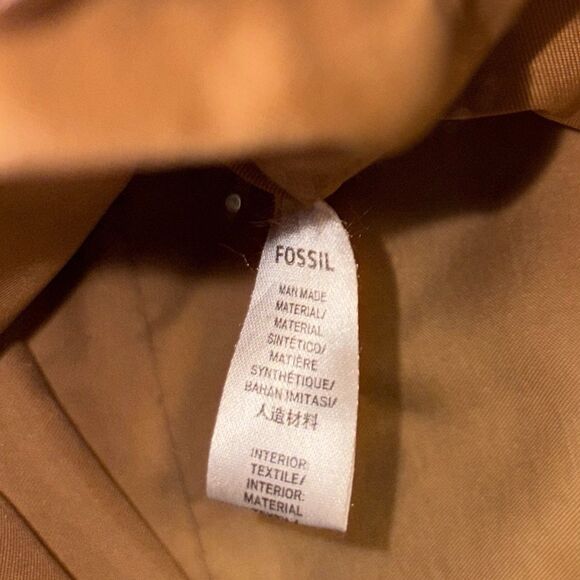 FOSSIL
MAN MADE
MATERIAL/
MATERIAL
SINTÉTICO/
MATIÈRE
SYNTHÉTIQUE/
BAHAN IMITASI/
人造材料
INTERIOR:
TEXTILE/
INTERIOR:
MATERIAL